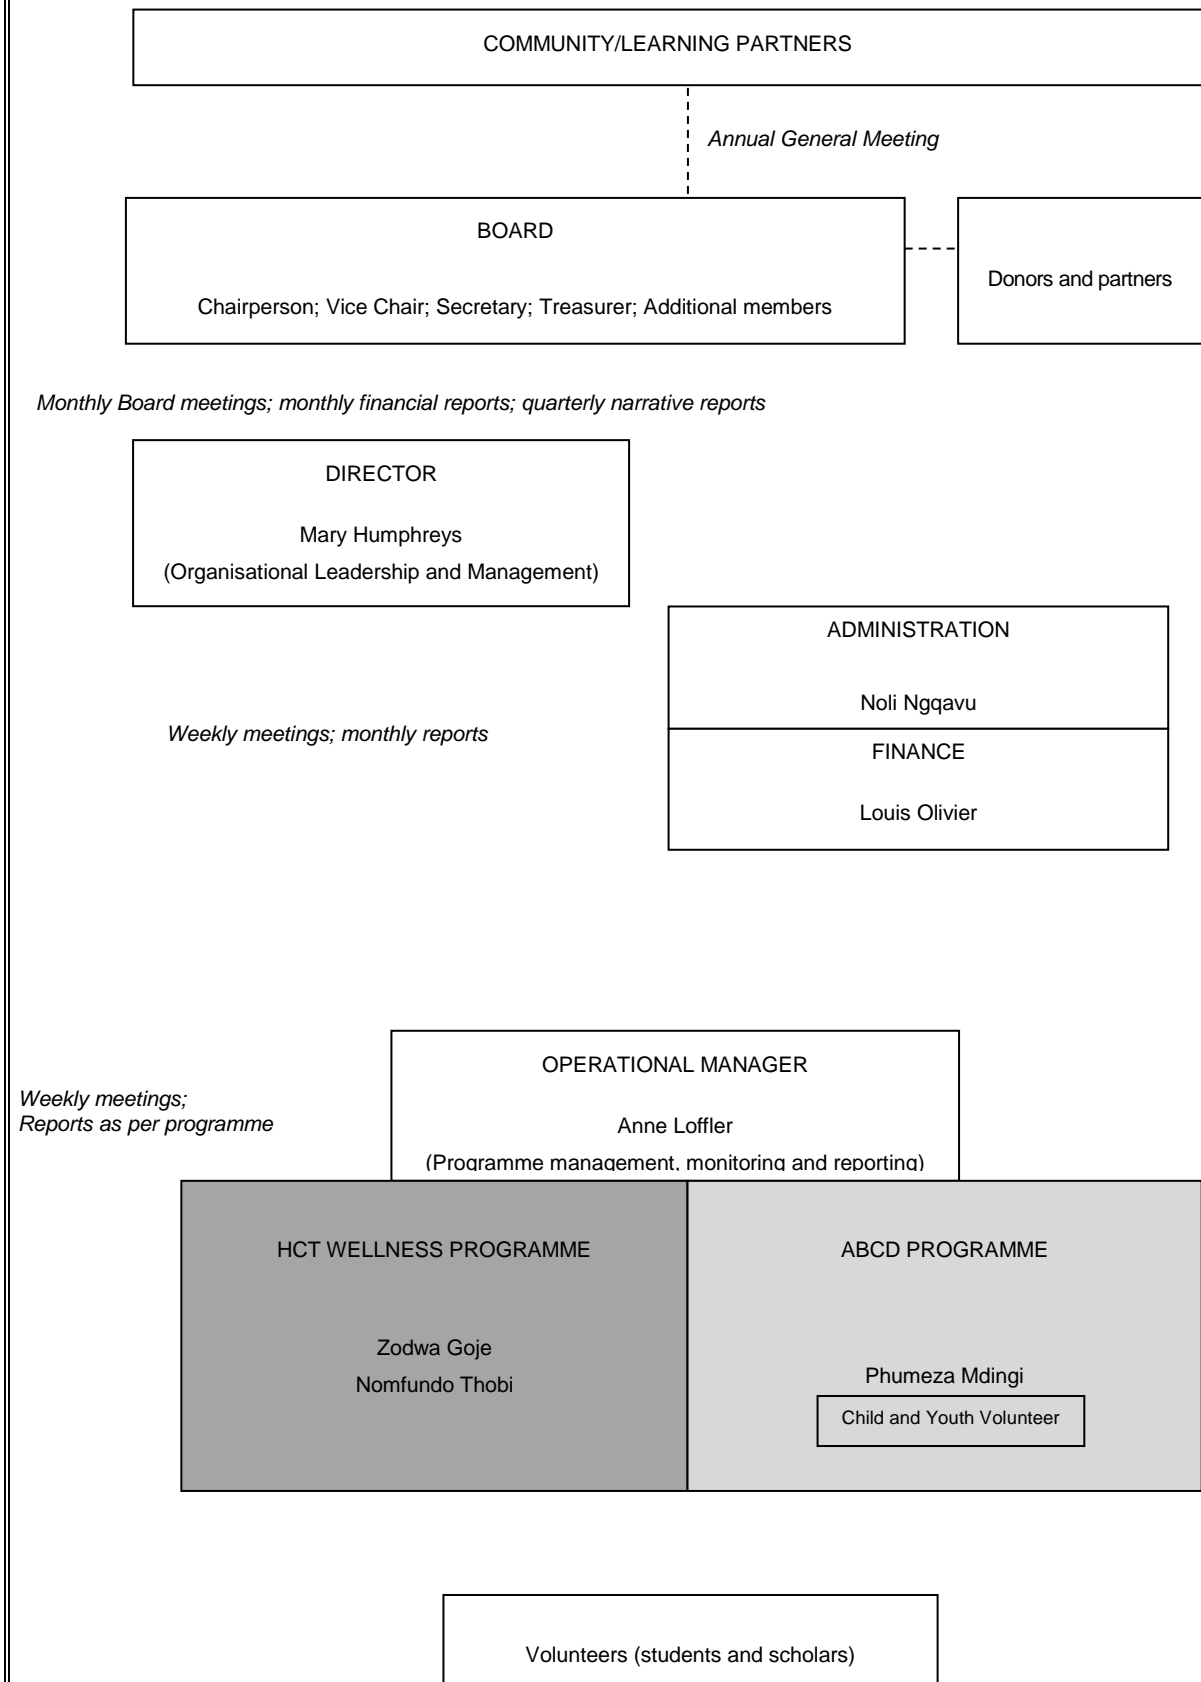 COMMUNITY/LEARNING PARTNERS
Annual General Meeting
BOARD
Chairperson; Vice Chair; Secretary; Treasurer; Additional members
Donors and partners
Monthly Board meetings; monthly financial reports; quarterly narrative reports
DIRECTOR
Mary Humphreys
(Organisational Leadership and Management)
ADMINISTRATION
Noli Ngqavu
Weekly meetings; monthly reports
FINANCE
Louis Olivier
OPERATIONAL MANAGER
Anne Loffler
(Programme management, monitoring and reporting)
Weekly meetings;
Reports as per programme
HCT WELLNESS PROGRAMME
Zodwa Goje
Nomfundo Thobi
ABCD PROGRAMME
Phumeza Mdingi
Child and Youth Volunteer
Volunteers (students and scholars)